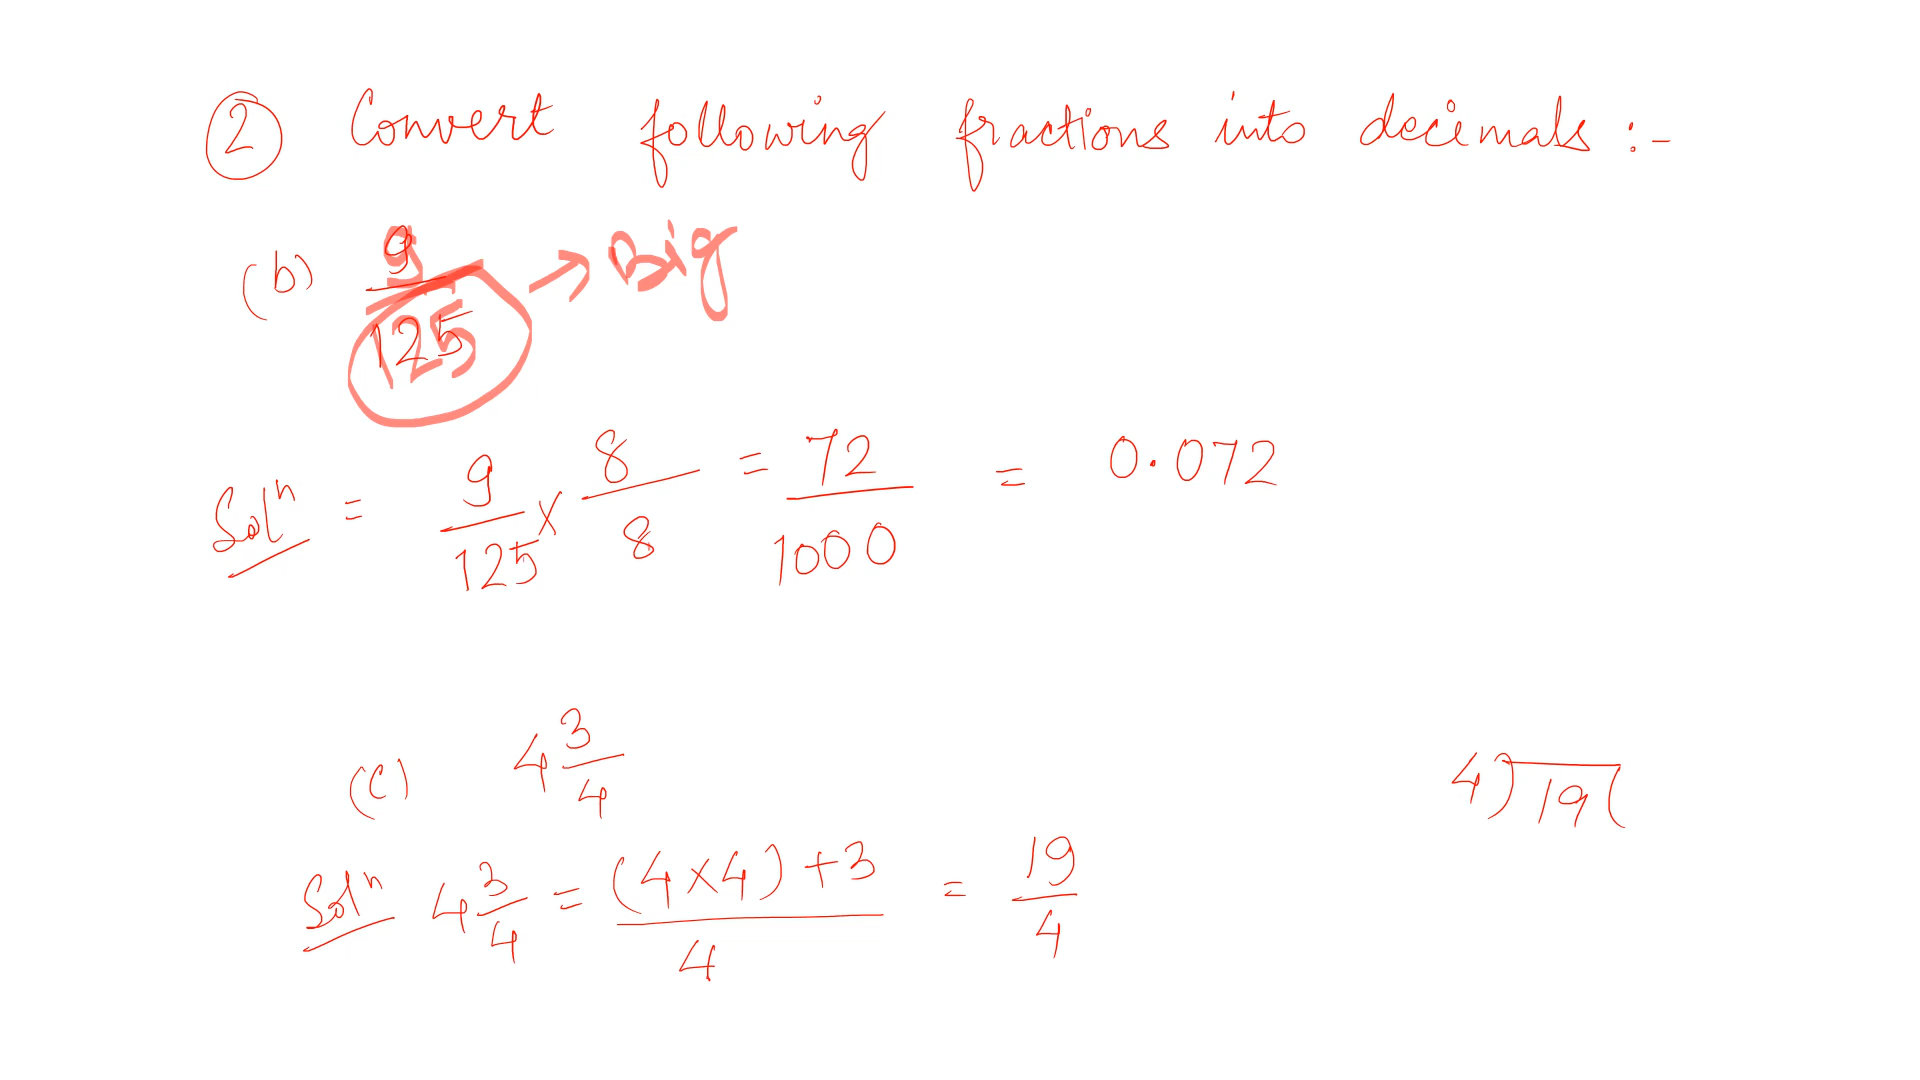 ② Convert following fractions into decimals :-
(b) 9/125 → Big
Solⁿ = 9/125 × 8/8 = 72/1000 = 0.072
(c) 4 3/4
4) 19 (
Solⁿ 4 3/4 = (4×4)+3/4 = 19/4